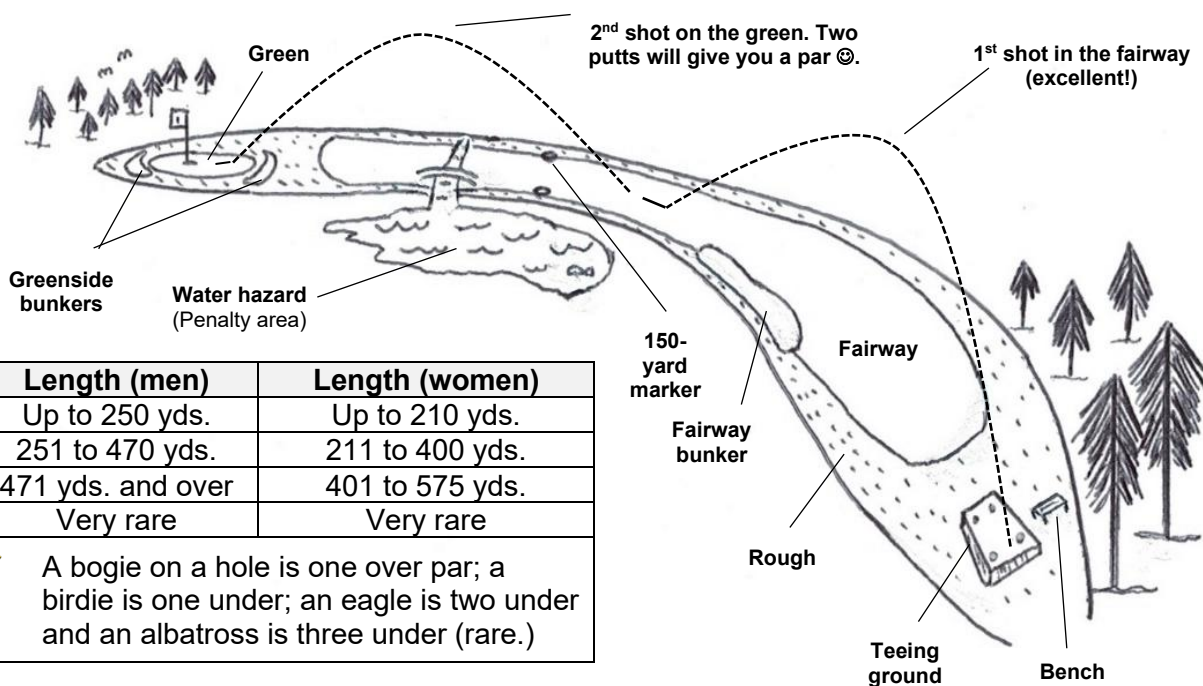 2nd shot on the green. Two
putts will give you a par ☺.
1st shot in the fairway
(excellent!)
Green
1
Greenside
bunkers
Water hazard
(Penalty area)
150-
yard
marker
Fairway
Fairway
bunker
Rough
Teeing
ground
Bench
Length (men) Length (women)
Up to 250 yds. Up to 210 yds.
251 to 470 yds. 211 to 400 yds.
471 yds. and over 401 to 575 yds.
Very rare Very rare
A bogie on a hole is one over par; a
birdie is one under; an eagle is two under
and an albatross is three under (rare.)